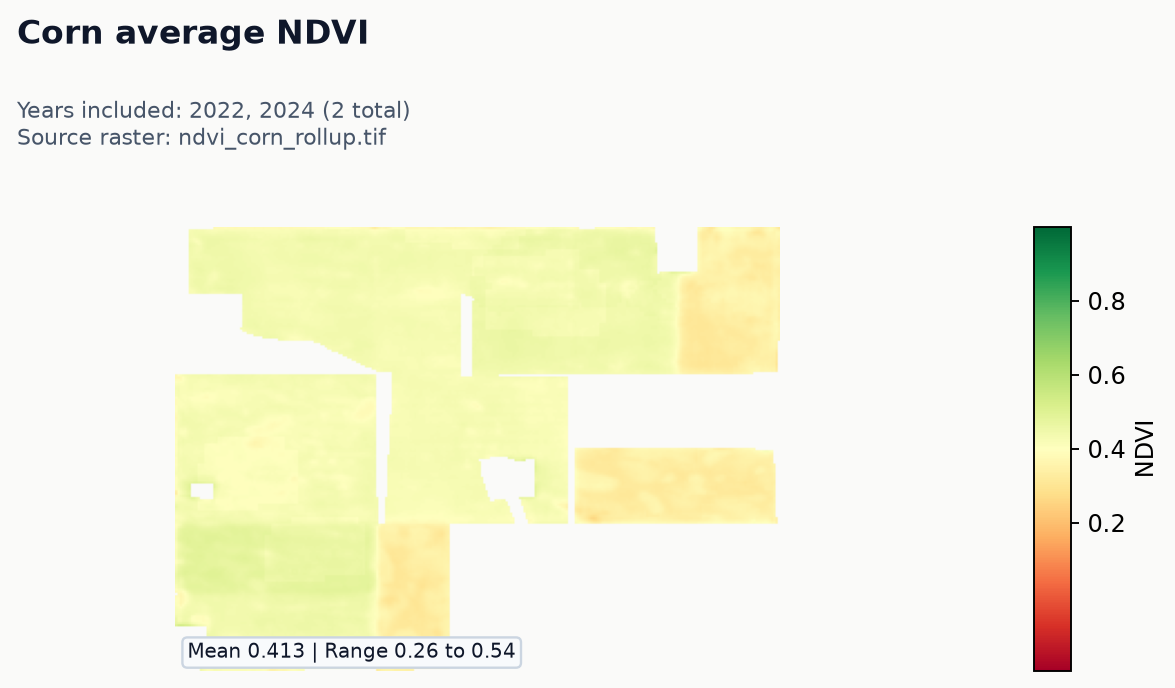 Corn average NDVI
Years included: 2022, 2024 (2 total)
Source raster: ndvi_corn_rollup.tif
0.8
0.6
0.4
0.2
NDVI
Mean 0.413 | Range 0.26 to 0.54